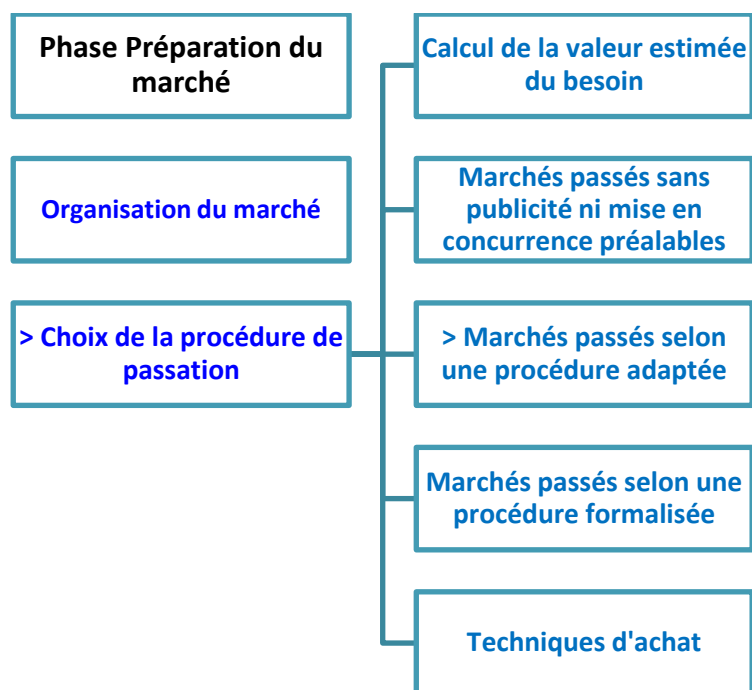 Phase Préparation du
marché
Organisation du marché
> Choix de la procédure de
passation
Calcul de la valeur estimée
du besoin
Marchés passés sans
publicité ni mise en
concurrence préalables
> Marchés passés selon
une procédure adaptée
Marchés passés selon une
procédure formalisée
Techniques d'achat